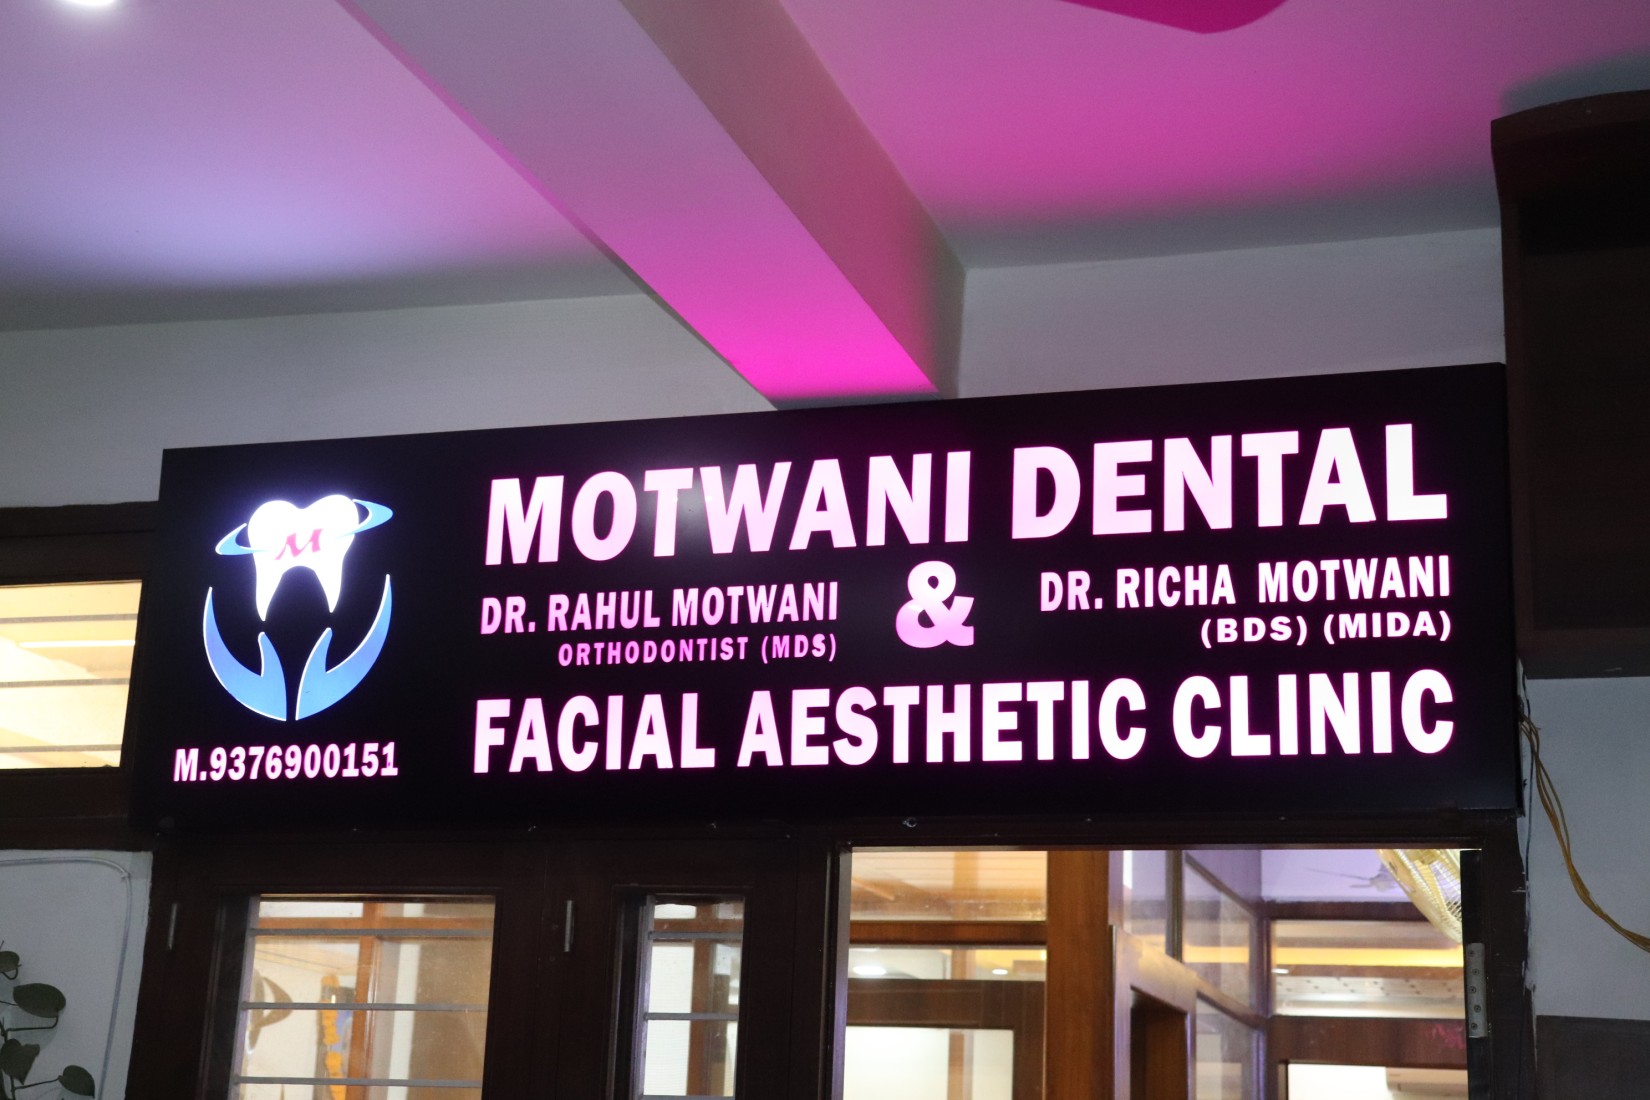 M
M.9376900151
MOTWANI DENTAL
DR. RAHUL MOTWANI
ORTHODONTIST (MDS)
&
DR. RICHA MOTWANI
(BDS) (MIDA)
FACIAL AESTHETIC CLINIC